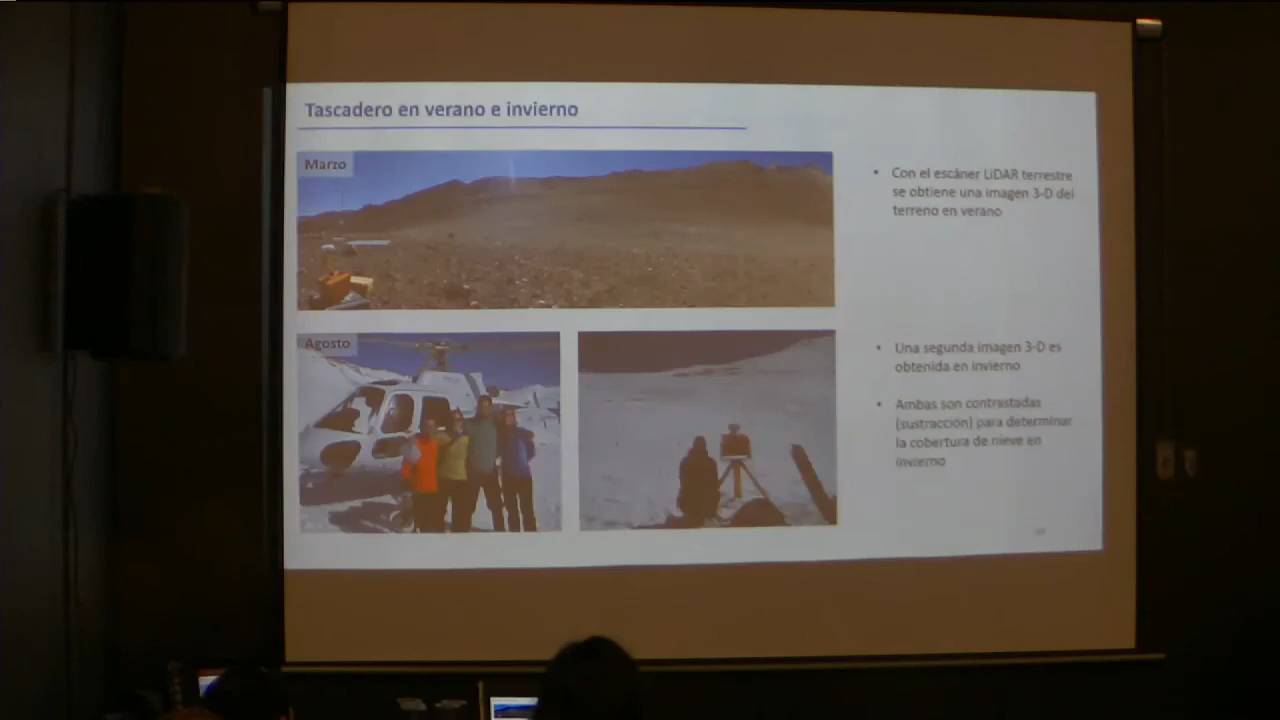 Tascadero en verano e invierno
Marzo
• Con el escáner LiDAR terrestre
se obtiene una imagen 3-D del
terreno en verano
Agosto
• Una segunda imagen 3-D es
obtenida en invierno
• Ambas son contrastadas
(sustracción) para determinar
la cobertura de nieve en
invierno